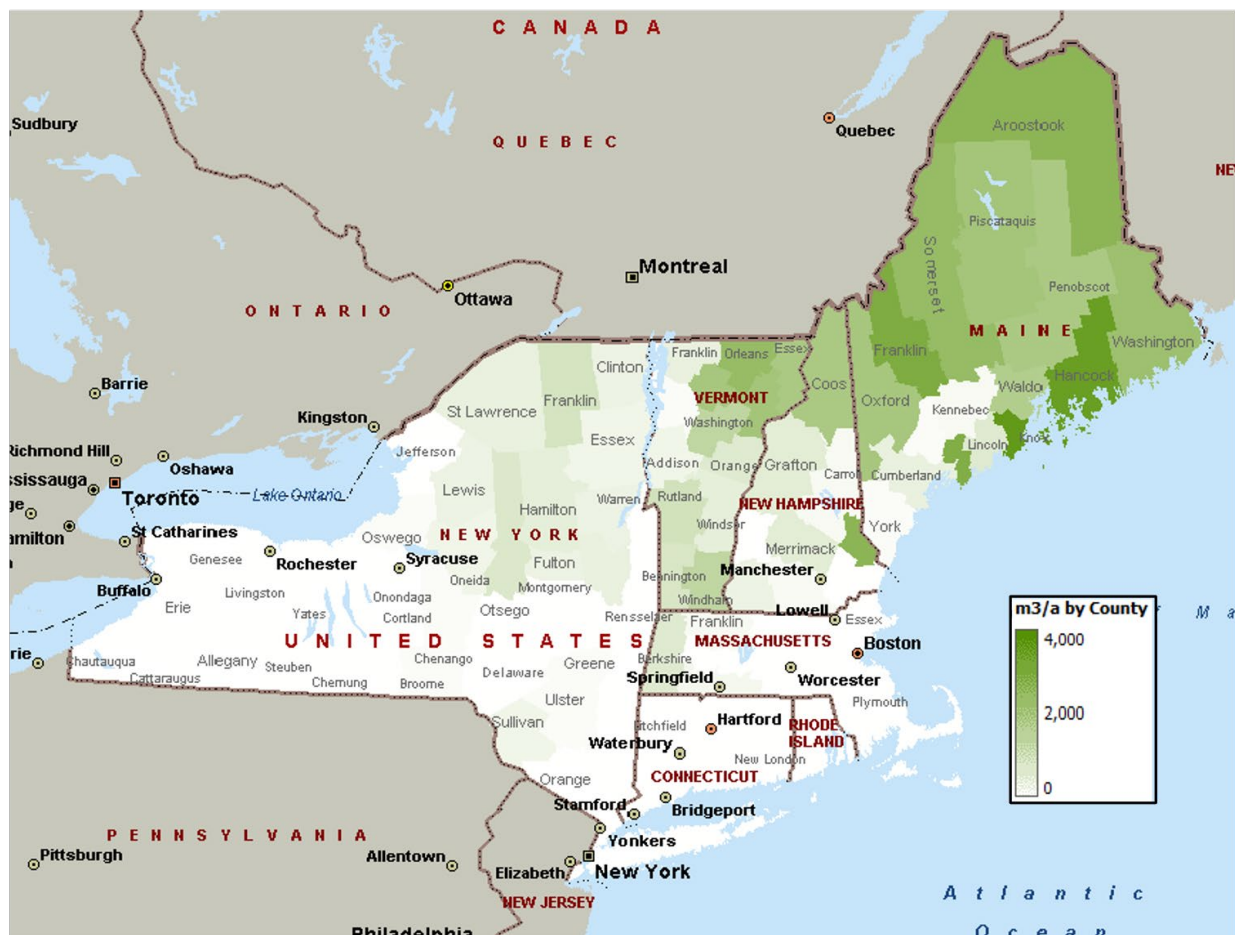 CANADA
Sudbury
Quebec
QUEBEC
Aroostook
NE
Piscataquis
Somerset
Montreal
Ottawa
ONTARIO
Penobscot
MAINE
Washington
Franklin
Hancock
Waldo
Oxford
Kennebec
Lincoln
Knox
Cumberland
York
Barrie
Kingston
Richmond Hill
Oshawa
ssissauga
Toronto
Lake Ontario
ge
amilton
St Catharines
Buffalo
Clinton
Franklin
St Lawrence
Essex
Jefferson
Lewis
Hamilton
Warren
NEW YORK
Oswego
Genesee
Rochester
Syracuse
Oneida
Fulton
Montgomery
Livingston
Onondaga
Erie
Yates
Cortland
Otsego
Rensselaer
UNITED STATES
Chautauqua
Cattaraugus
Allegany
Steuben
Chemung
Chenango
Broome
Delaware
Greene
Ulster
Sullivan
Orange
rie
Franklin
Orleans
Essex
VERMONT
Washington
Addison
Orange
Rutland
Windsor
Bennington
Windham
Coos
Grafton
Carroll
NEW HAMPSHIRE
Merrimack
Manchester
Lowell
Essex
Franklin
MASSACHUSETTS
Boston
Berkshire
Springfield
Worcester
Plymouth
Litchfield
Hartford
RHODE
ISLAND
Waterbury
New London
CONNECTICUT
Bridgeport
Stamford
Yonkers
New York
Elizabeth
NEW JERSEY
PENNSYLVANIA
Pittsburgh
Allentown
Philadelphia
m3/a by County
4,000
2,000
0
f Ma
Atlantic
Ocean